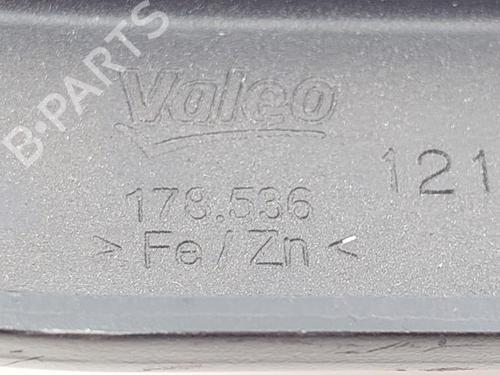 B-PARTS
Valeo
178.536
121
> Fe / Zn <